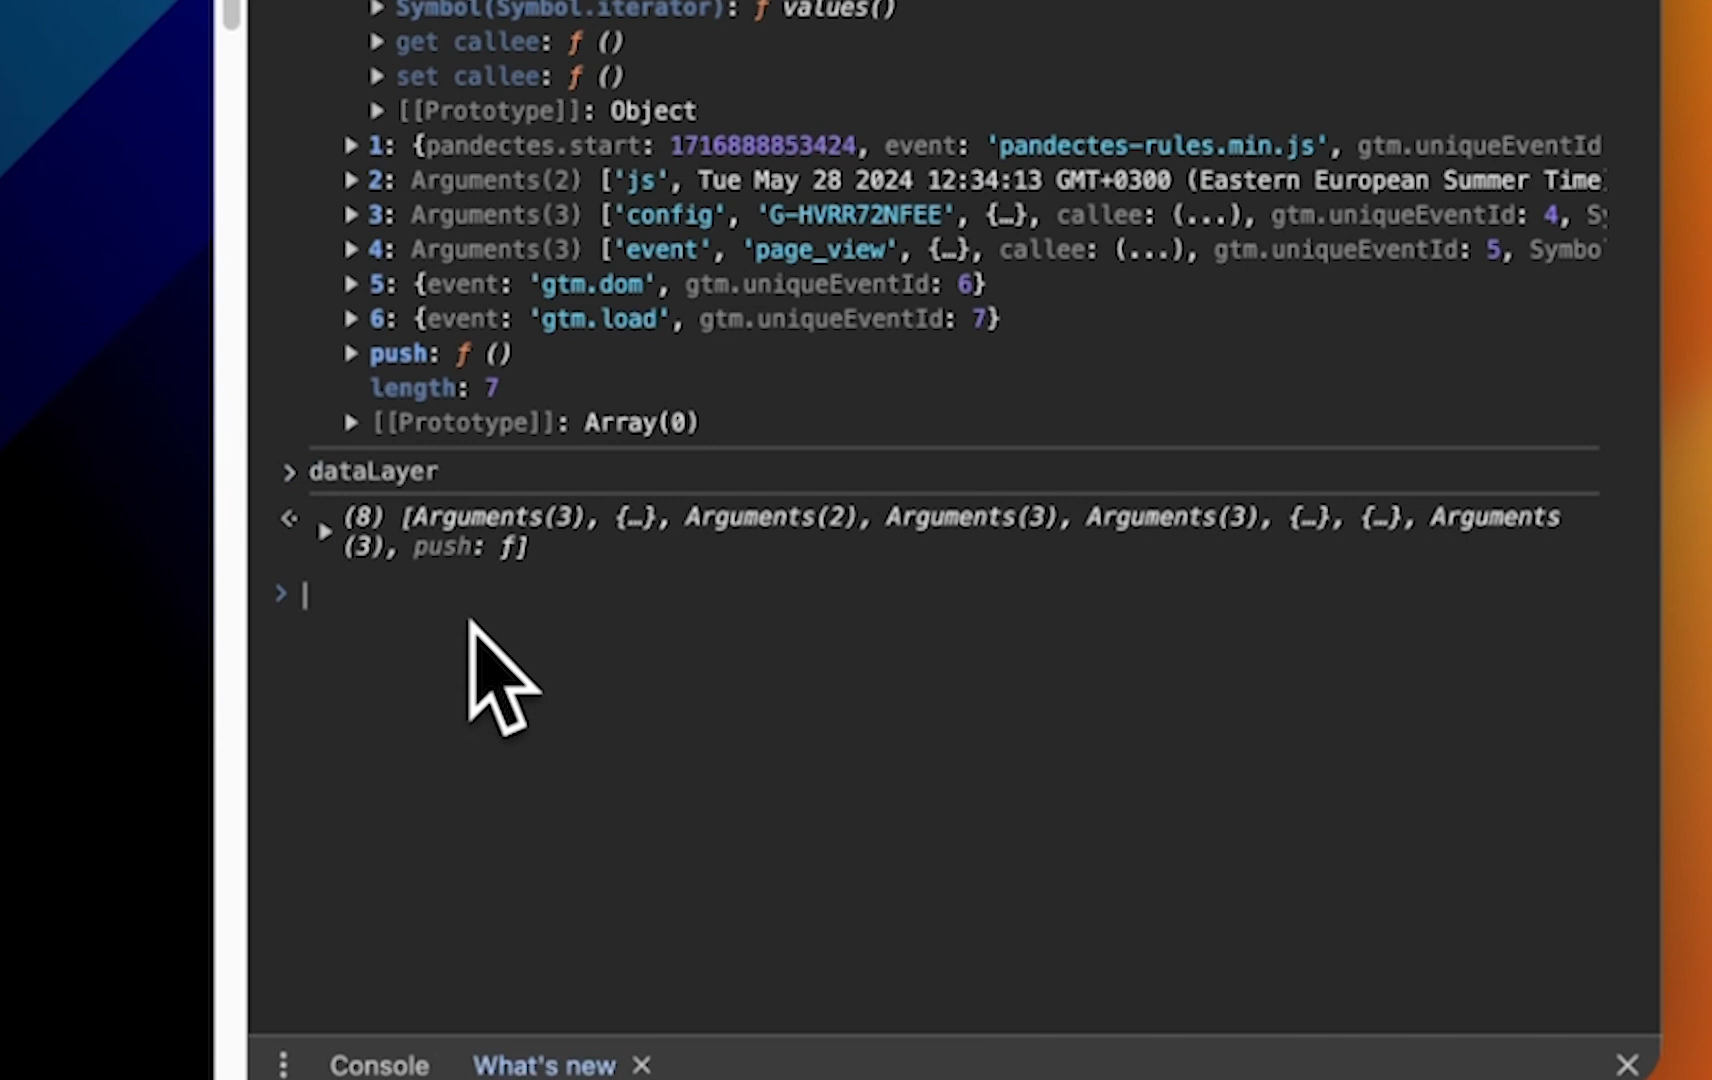 ▶ Symbol(Symbol.iterator): ƒ values()
▶ get callee: ƒ ()
▶ set callee: ƒ ()
▶ [[Prototype]]: Object
▶ 1: {pandectes.start: 1716888853424, event: 'pandectes-rules.min.js', gtm.uniqueEventId
▶ 2: Arguments(2) ['js', Tue May 28 2024 12:34:13 GMT+0300 (Eastern European Summer Time
▶ 3: Arguments(3) ['config', 'G-HVRR72NFEE', {…}, callee: (...), gtm.uniqueEventId: 4, Sy
▶ 4: Arguments(3) ['event', 'page_view', {…}, callee: (...), gtm.uniqueEventId: 5, Symbo
▶ 5: {event: 'gtm.dom', gtm.uniqueEventId: 6}
▶ 6: {event: 'gtm.load', gtm.uniqueEventId: 7}
▶ push: ƒ ()
length: 7
▶ [[Prototype]]: Array(0)
> dataLayer
▶ (8) [Arguments(3), {…}, Arguments(2), Arguments(3), Arguments(3), {…}, {…}, Arguments
(3), push: ƒ]
>
Console What's new